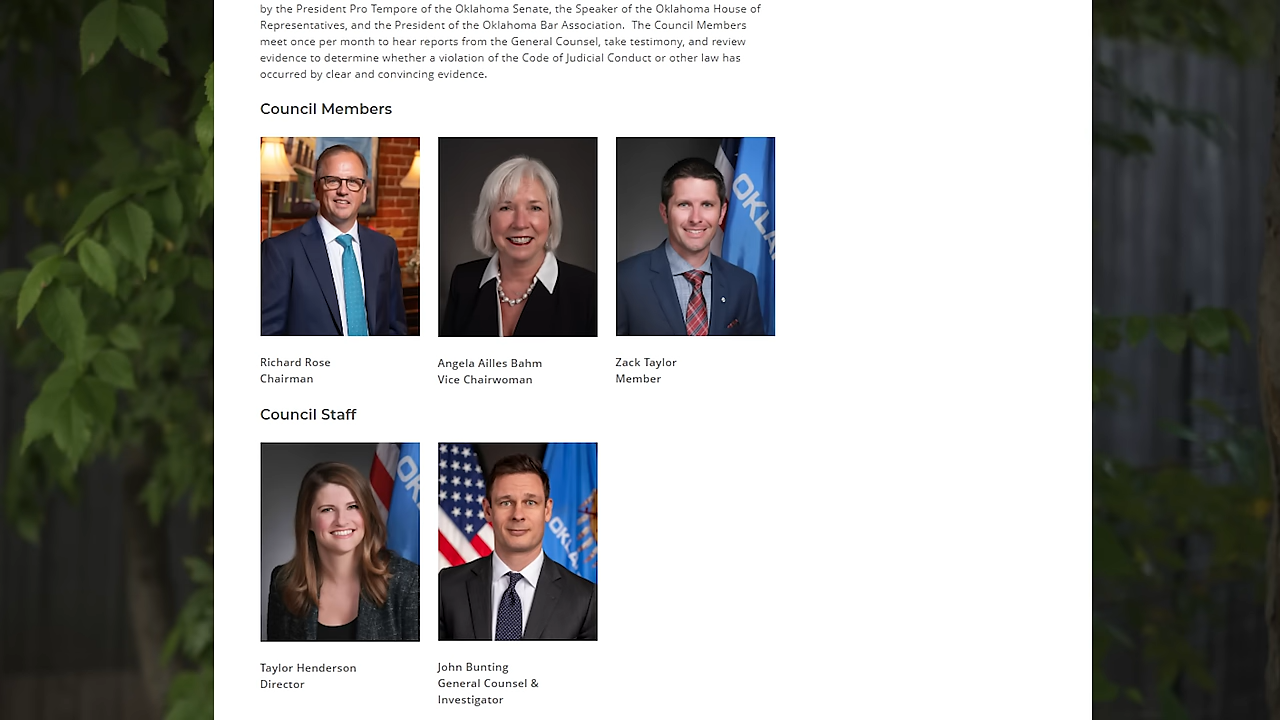 by the President Pro Tempore of the Oklahoma Senate, the Speaker of the Oklahoma House of
Representatives, and the President of the Oklahoma Bar Association.  The Council Members
meet once per month to hear reports from the General Counsel, take testimony, and review
evidence to determine whether a violation of the Code of Judicial Conduct or other law has
occurred by clear and convincing evidence.
Council Members
OKLA
Richard Rose
Chairman
Angela Ailles Bahm
Vice Chairwoman
Zack Taylor
Member
Council Staff
OKL
OKLA
Taylor Henderson
Director
John Bunting
General Counsel &
Investigator